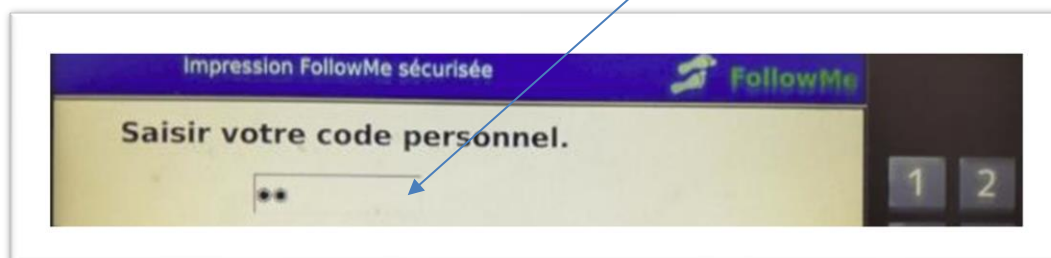 Impression FollowMe sécurisée
FollowMe
Saisir votre code personnel.
••
1 2